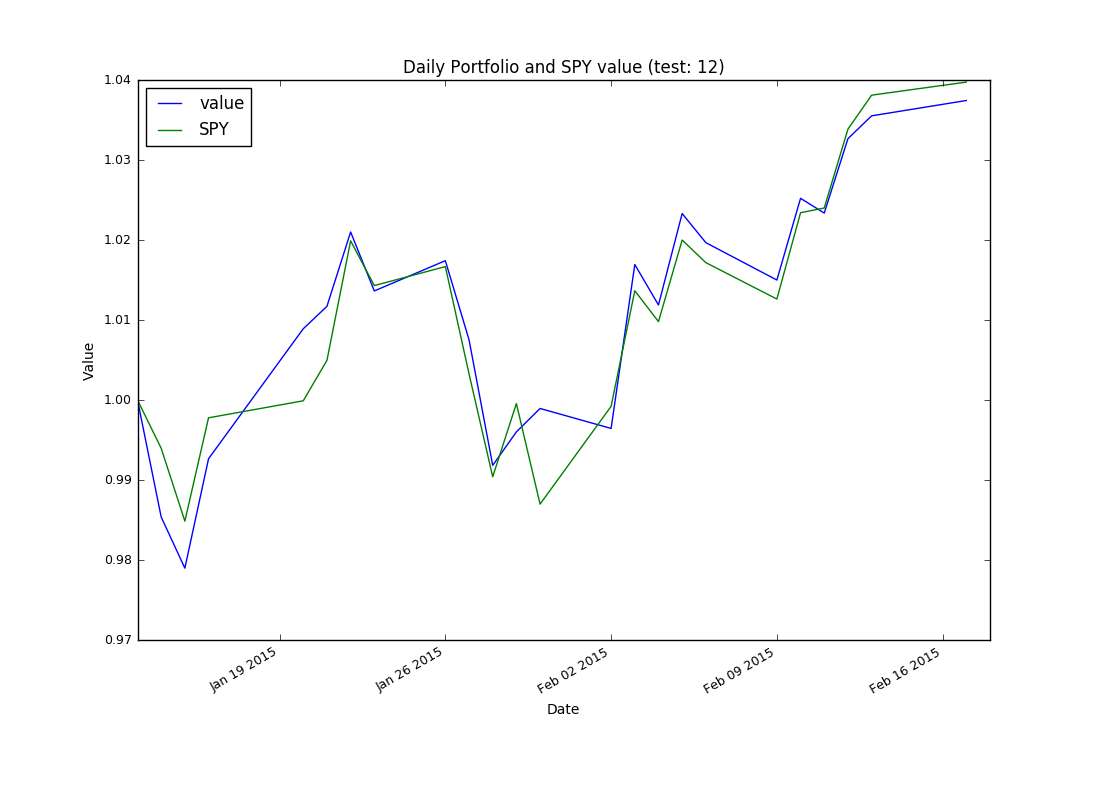 Daily Portfolio and SPY value (test: 12)
1.04
value
SPY
1.03
1.02
1.01
1.00
0.99
0.98
0.97
Value
Jan 19 2015
Jan 26 2015
Feb 02 2015
Feb 09 2015
Feb 16 2015
Date